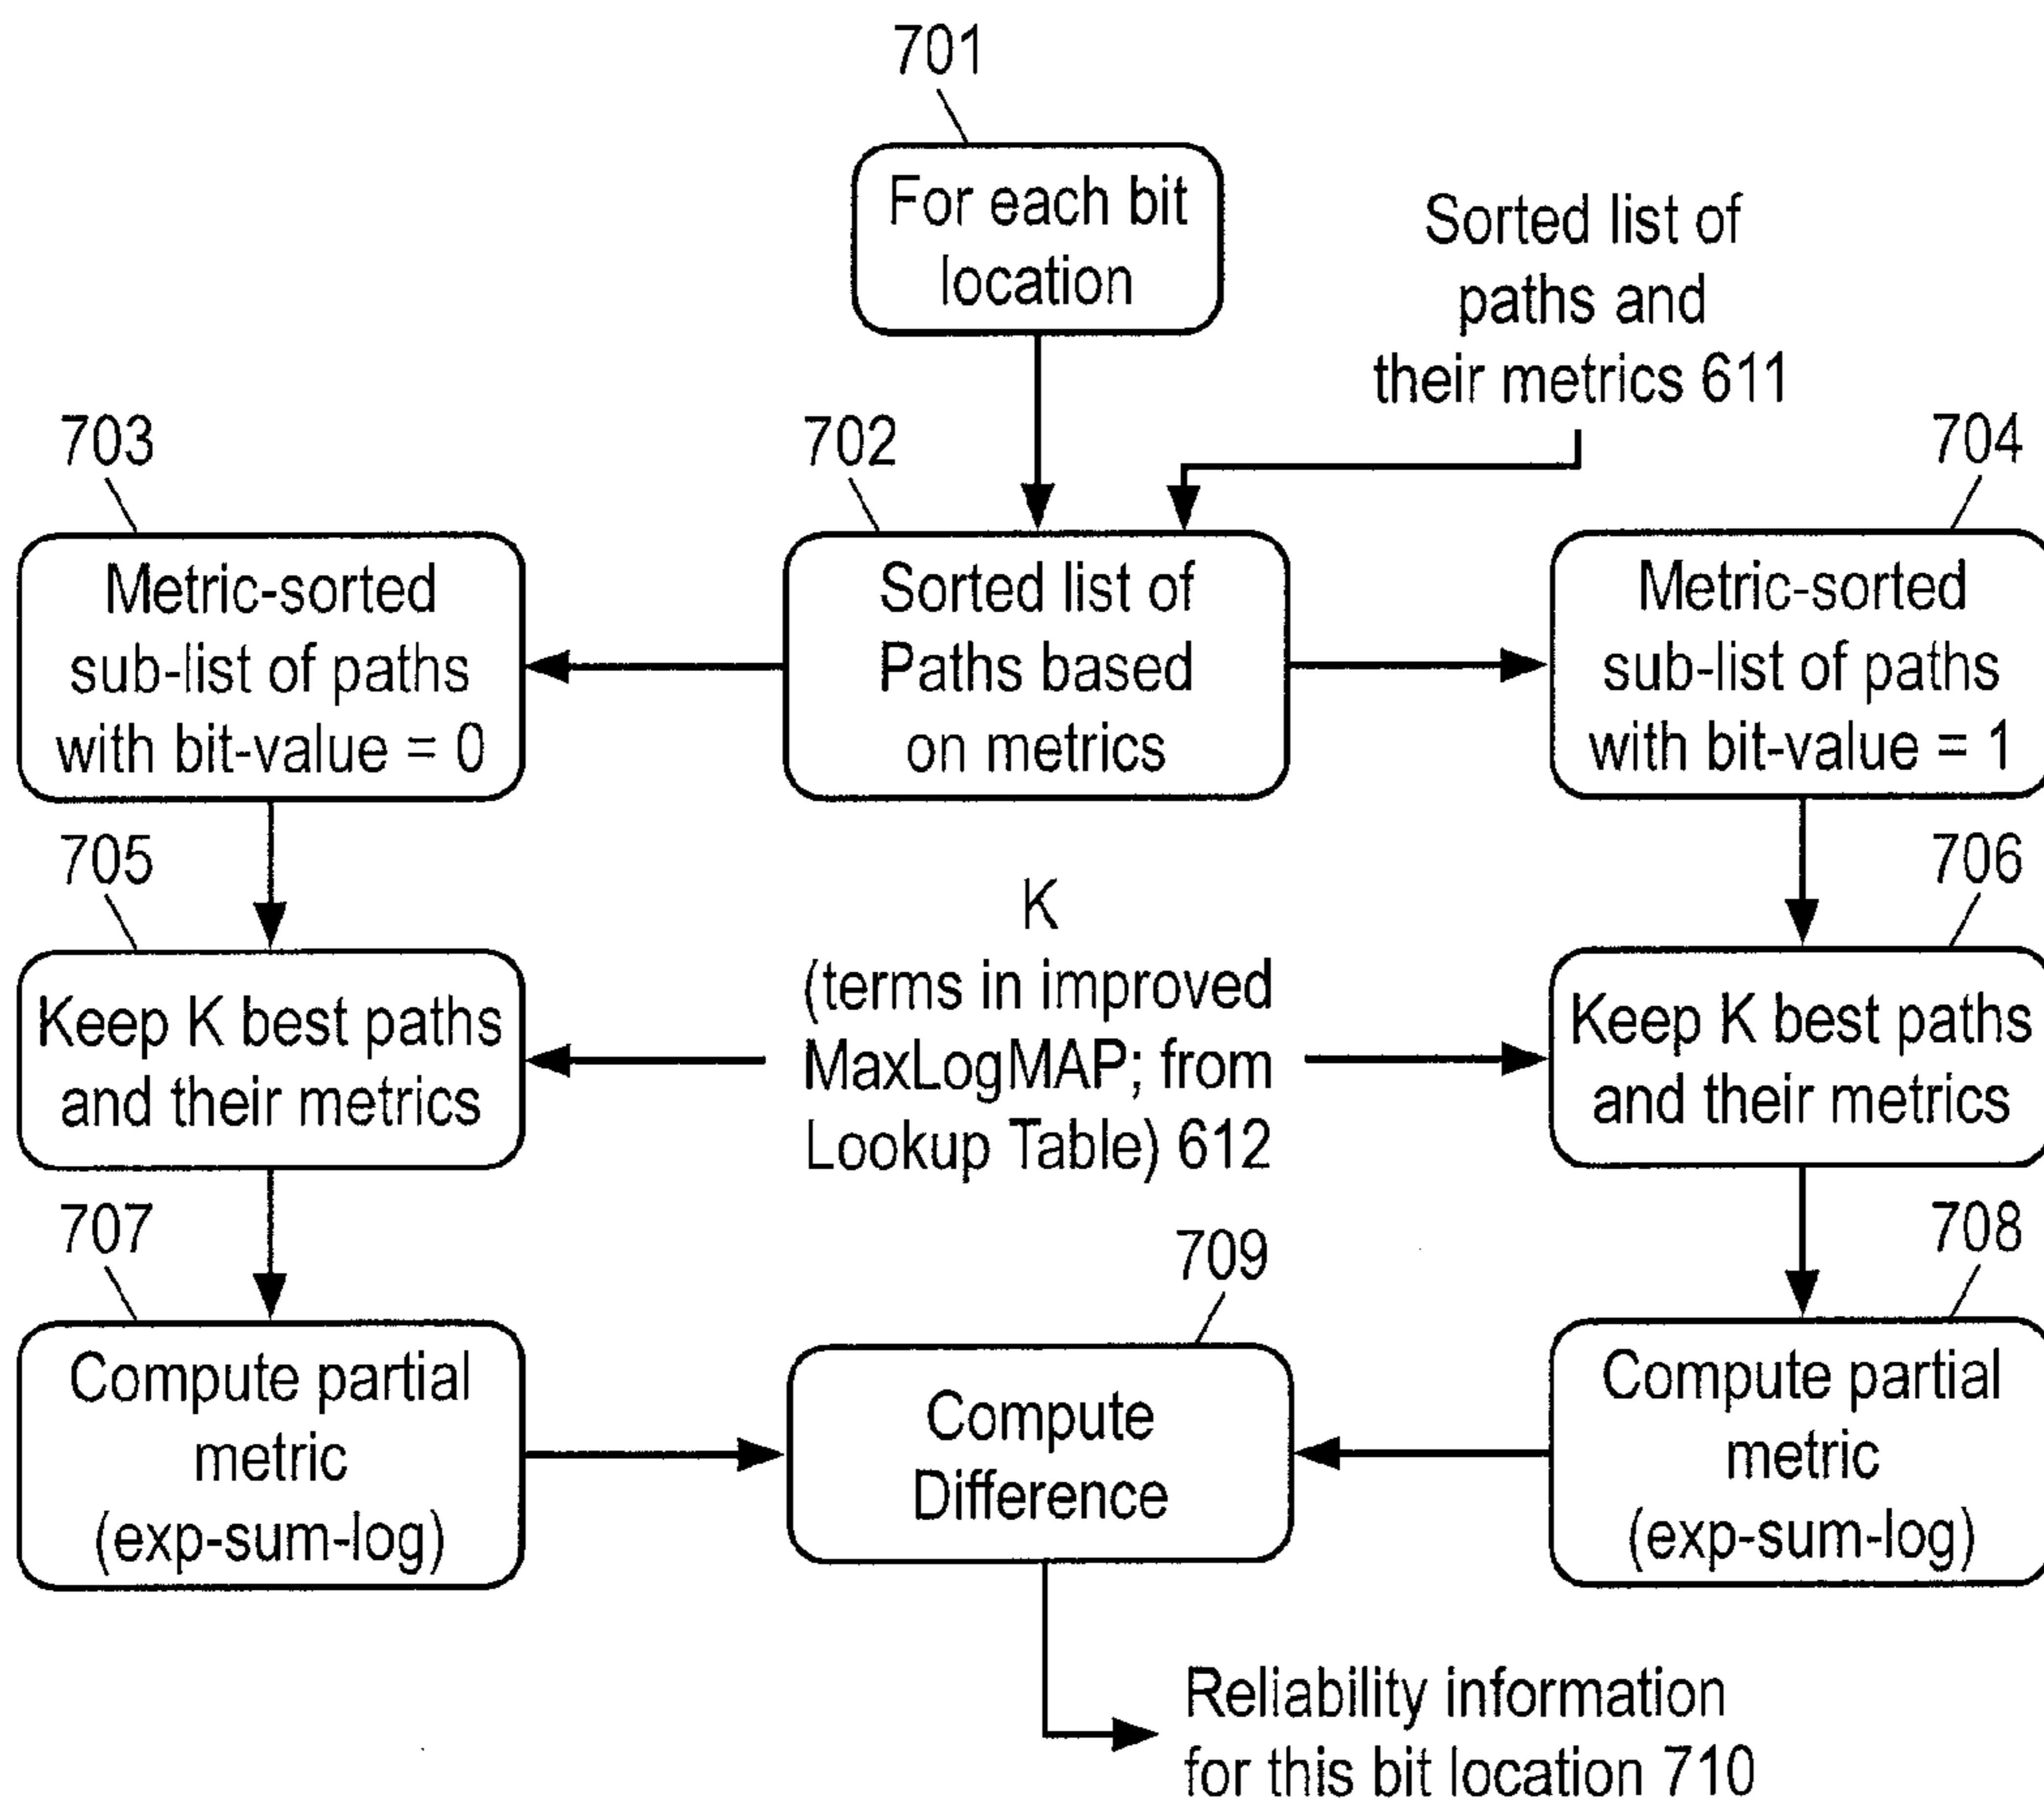 701
For each bit
location
Sorted list of
paths and
their metrics 611
703
702
704
Metric-sorted
sub-list of paths
with bit-value = 0
Sorted list of
Paths based
on metrics
Metric-sorted
sub-list of paths
with bit-value = 1
705
706
Keep K best paths
and their metrics
K
(terms in improved
MaxLogMAP; from
Lookup Table) 612
Keep K best paths
and their metrics
707
709
708
Compute partial
metric
(exp-sum-log)
Compute
Difference
Compute partial
metric
(exp-sum-log)
Reliability information
for this bit location 710